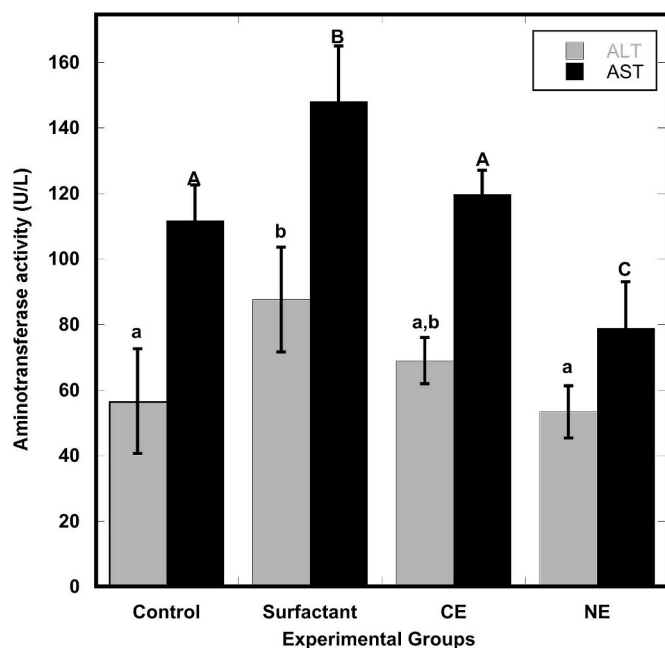 ALT
AST
Aminotransferase activity (U/L)
160
140
120
100
80
60
40
20
0
B
A
A
b
a,b
a
a
C
Control Surfactant CE NE
Experimental Groups